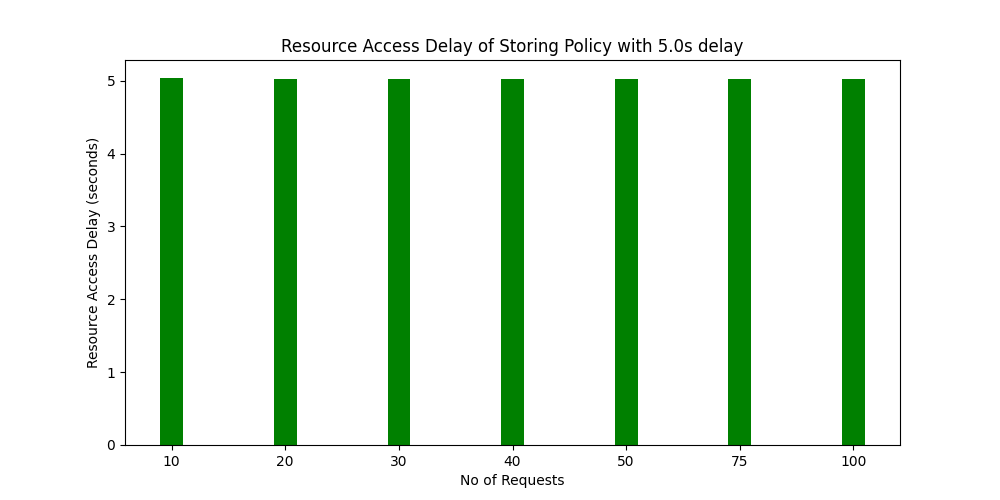 Resource Access Delay of Storing Policy with 5.0s delay
5
4
3
2
1
0
Resource Access Delay (seconds)
10 20 30 40 50 75 100
No of Requests